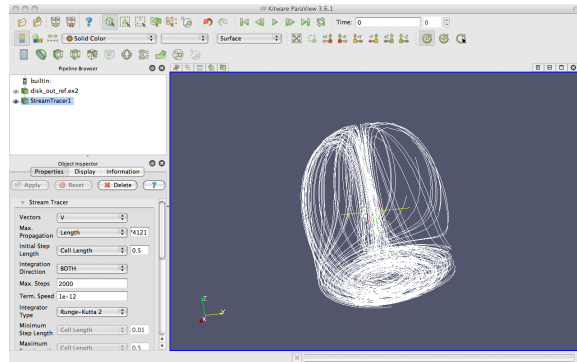 Kitware ParaView 3.6.1
Time: 0
0
Solid Color
Surface
Pipeline Browser
builtin:
disk_out_ref.ex2
StreamTracer1
Object Inspector
Properties Display Information
Apply Reset Delete ?
Stream Tracer
Vectors V
Max. Propagation Length *4121
Initial Step Length Cell Length 0.5
Integration Direction BOTH
Max. Steps 2000
Term. Speed 1e-12
Integrator Type Runge-Kutta 2
Minimum Step Length Cell Length 0.01
Maximum Cell Length 0.5
Z
Y
X